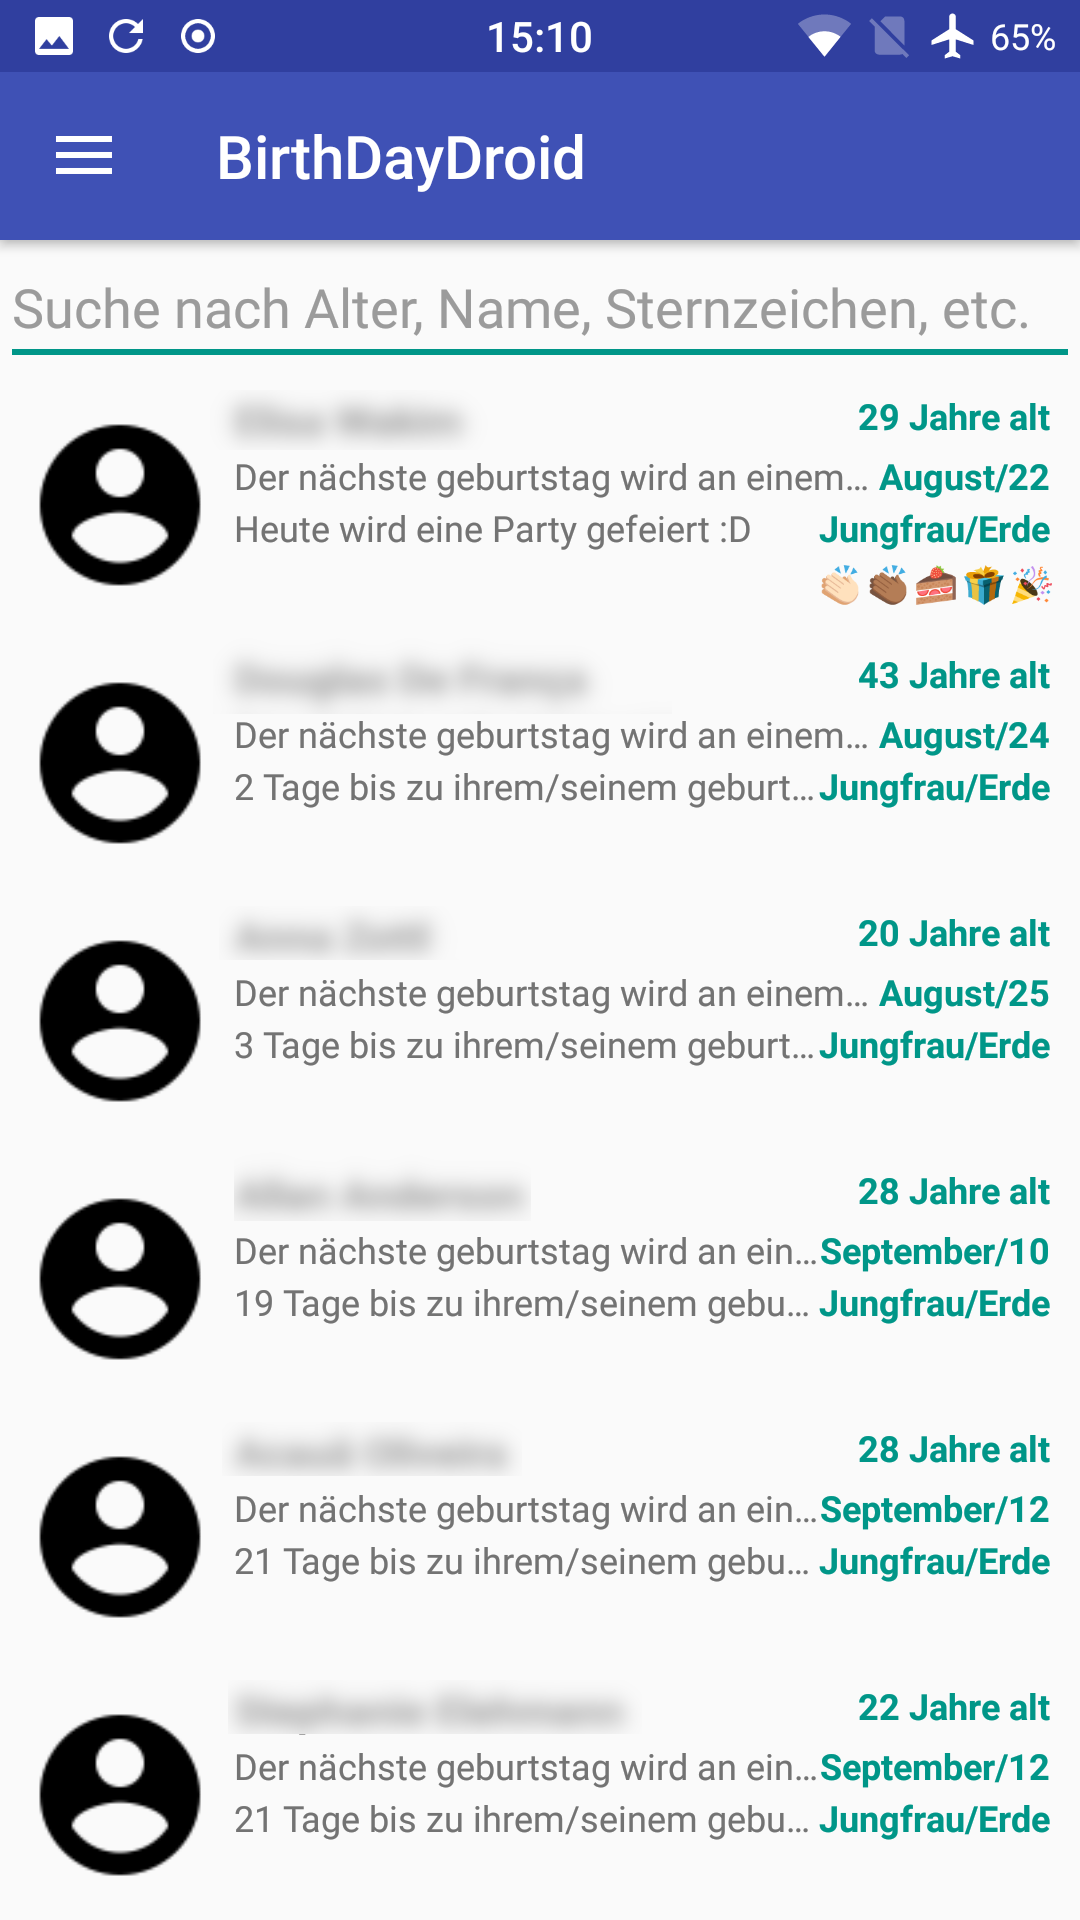 15:10 65%
BirthDayDroid
Suche nach Alter, Name, Sternzeichen, etc.
29 Jahre alt
Der nächste geburtstag wird an einem... August/22
Heute wird eine Party gefeiert :D Jungfrau/Erde
👏🏻👏🏾🍰🎁🎉
43 Jahre alt
Der nächste geburtstag wird an einem... August/24
2 Tage bis zu ihrem/seinem geburt... Jungfrau/Erde
20 Jahre alt
Der nächste geburtstag wird an einem... August/25
3 Tage bis zu ihrem/seinem geburt... Jungfrau/Erde
28 Jahre alt
Der nächste geburtstag wird an ein... September/10
19 Tage bis zu ihrem/seinem gebu... Jungfrau/Erde
28 Jahre alt
Der nächste geburtstag wird an ein... September/12
21 Tage bis zu ihrem/seinem gebu... Jungfrau/Erde
22 Jahre alt
Der nächste geburtstag wird an ein... September/12
21 Tage bis zu ihrem/seinem gebu... Jungfrau/Erde